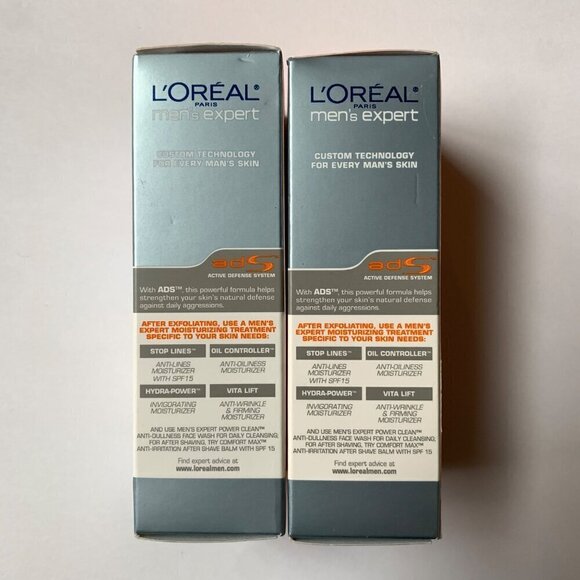 L'ORÉAL®
PARIS
men's expert
CUSTOM TECHNOLOGY
FOR EVERY MAN'S SKIN
adS
ACTIVE DEFENSE SYSTEM
With ADS™, this powerful formula helps
strengthen your skin's natural defense
against daily aggressions.
AFTER EXFOLIATING, USE A MEN'S
EXPERT MOISTURIZING TREATMENT
SPECIFIC TO YOUR SKIN NEEDS:
STOP LINES™ OIL CONTROLLER™
ANTI-LINES ANTI-OILINESS
MOISTURIZER MOISTURIZER
WITH SPF15
HYDRA-POWER™ VITA LIFT
INVIGORATING ANTI-WRINKLE
MOISTURIZER & FIRMING
MOISTURIZER
AND USE MEN'S EXPERT POWER CLEAN™
ANTI-DULLNESS FACE WASH FOR DAILY CLEANSING;
FOR AFTER SHAVING, TRY COMFORT MAX™
ANTI-IRRITATION AFTER SHAVE BALM WITH SPF 15
Find expert advice at
www.lorealmen.com
L'ORÉAL®
PARIS
men's expert
CUSTOM TECHNOLOGY
FOR EVERY MAN'S SKIN
adS
ACTIVE DEFENSE SYSTEM
With ADS™, this powerful formula helps
strengthen your skin's natural defense
against daily aggressions.
AFTER EXFOLIATING, USE A MEN'S
EXPERT MOISTURIZING TREATMENT
SPECIFIC TO YOUR SKIN NEEDS:
STOP LINES™ OIL CONTROLLER™
ANTI-LINES ANTI-OILINESS
MOISTURIZER MOISTURIZER
WITH SPF15
HYDRA-POWER™ VITA LIFT
INVIGORATING ANTI-WRINKLE
MOISTURIZER & FIRMING
MOISTURIZER
AND USE MEN'S EXPERT POWER CLEAN™
ANTI-DULLNESS FACE WASH FOR DAILY CLEANSING;
FOR AFTER SHAVING, TRY COMFORT MAX™
ANTI-IRRITATION AFTER SHAVE BALM WITH SPF 15
Find expert advice at
www.lorealmen.com